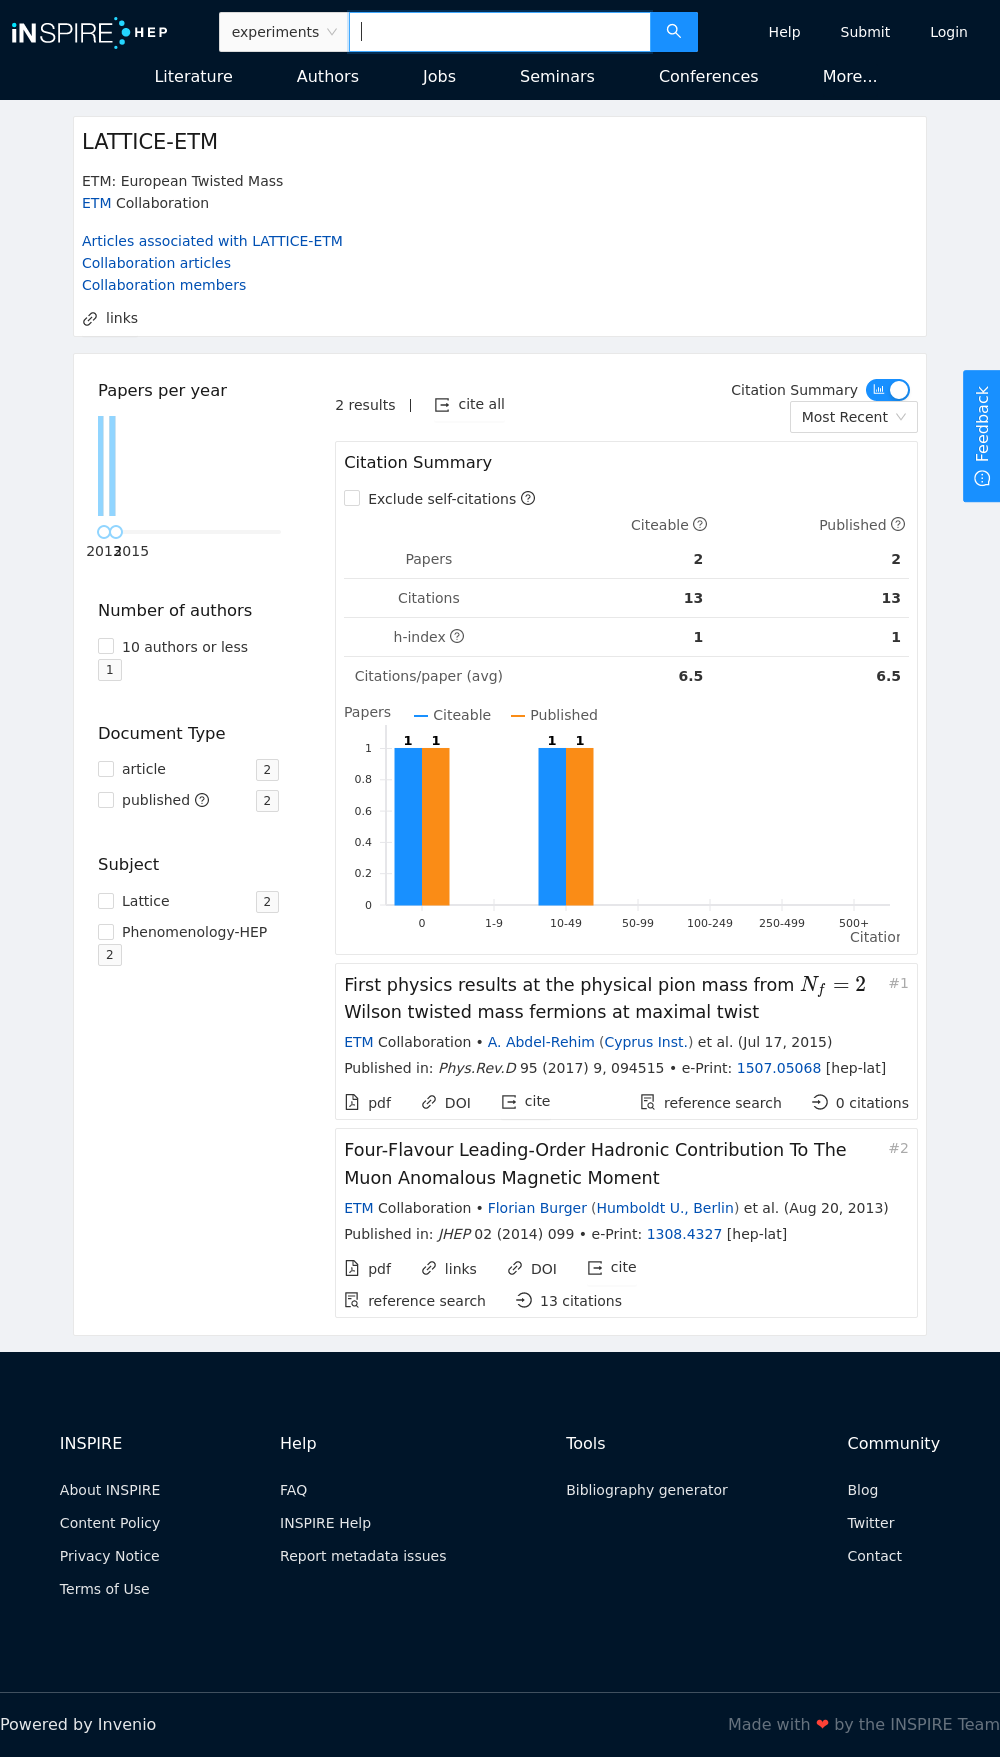 iNSPIRE HEP
experiments
Help
Submit
Login
Literature
Authors
Jobs
Seminars
Conferences
More...
LATTICE-ETM
ETM: European Twisted Mass
ETM Collaboration
Articles associated with LATTICE-ETM
Collaboration articles
Collaboration members
links
Feedback
Papers per year
2015
Number of authors
10 authors or less
1
Document Type
article 2
published 2
Subject
Lattice 2
Phenomenology-HEP
2
2 results | cite all
Citation Summary
Most Recent
Citation Summary
Exclude self-citations
Citeable Published
Papers 2 2
Citations 13 13
h-index 1 1
Citations/paper (avg) 6.5 6.5
Papers
Citeable Published
1 1 1 1
1
0.8
0.6
0.4
0.2
0
0 1-9 10-49 50-99 100-249 250-499 500+
First physics results at the physical pion mass from N_f = 2 #1
Wilson twisted mass fermions at maximal twist
ETM Collaboration • A. Abdel-Rehim (Cyprus Inst.) et al. (Jul 17, 2015)
Published in: Phys.Rev.D 95 (2017) 9, 094515 • e-Print: 1507.05068 [hep-lat]
pdf DOI cite reference search 0 citations
Four-Flavour Leading-Order Hadronic Contribution To The #2
Muon Anomalous Magnetic Moment
ETM Collaboration • Florian Burger (Humboldt U., Berlin) et al. (Aug 20, 2013)
Published in: JHEP 02 (2014) 099 • e-Print: 1308.4327 [hep-lat]
pdf links DOI cite
reference search 13 citations
INSPIRE
About INSPIRE
Content Policy
Privacy Notice
Terms of Use
Help
FAQ
INSPIRE Help
Report metadata issues
Tools
Bibliography generator
Community
Blog
Twitter
Contact
Powered by Invenio
Made with ❤ by the INSPIRE Team